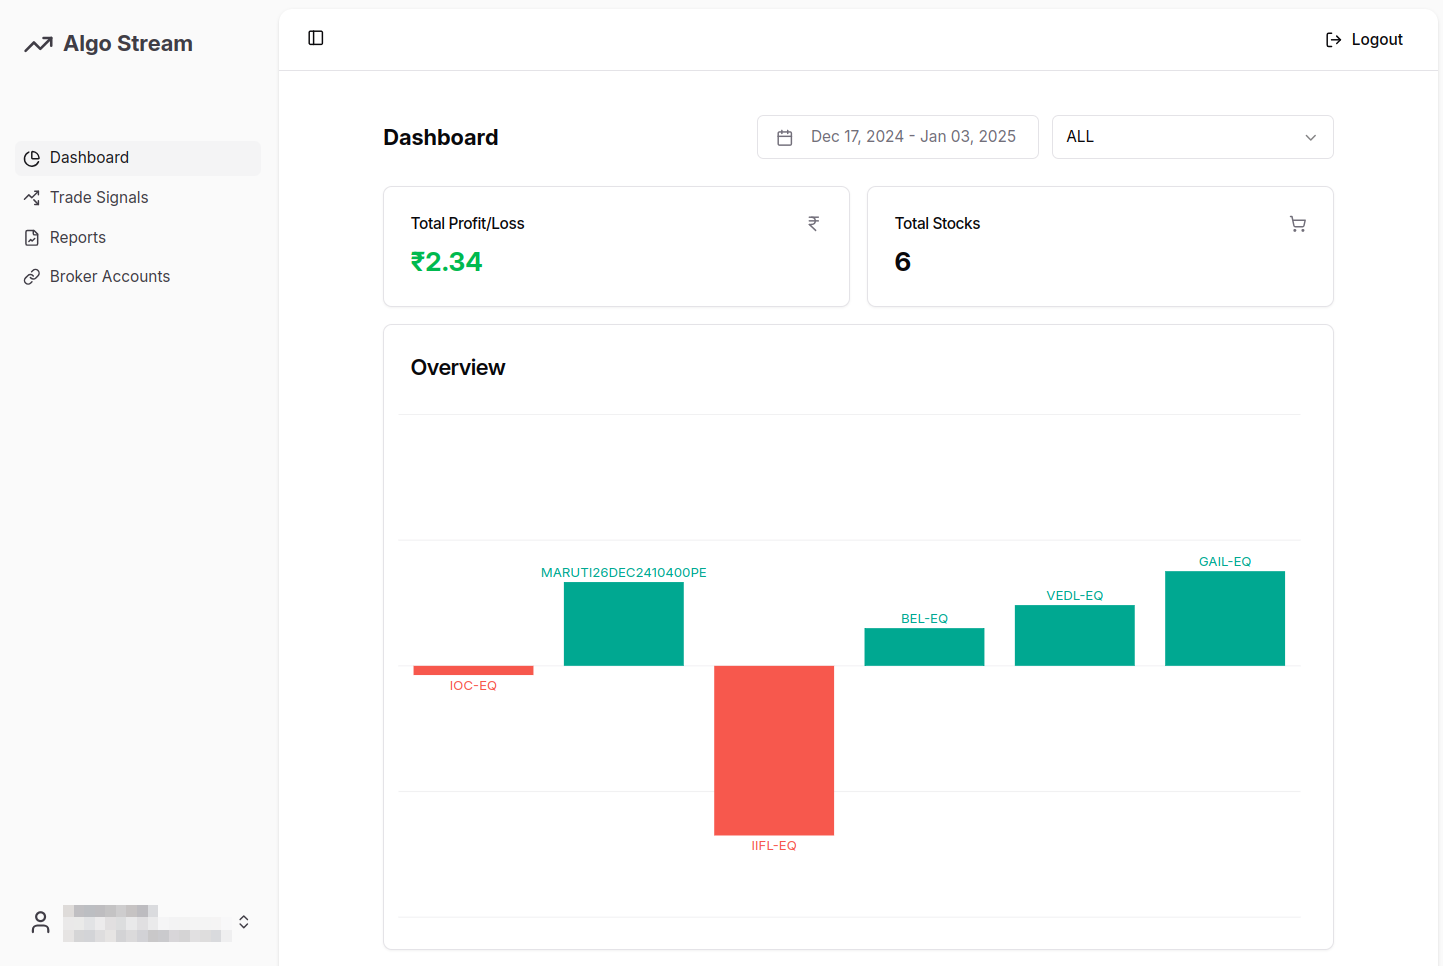 Algo Stream
Logout
Dashboard
Trade Signals
Reports
Broker Accounts
Dashboard
Dec 17, 2024 - Jan 03, 2025
ALL
Total Profit/Loss
₹
₹2.34
Total Stocks
6
Overview
MARUTI26DEC2410400PE
GAIL-EQ
VEDL-EQ
BEL-EQ
IOC-EQ
IIFL-EQ